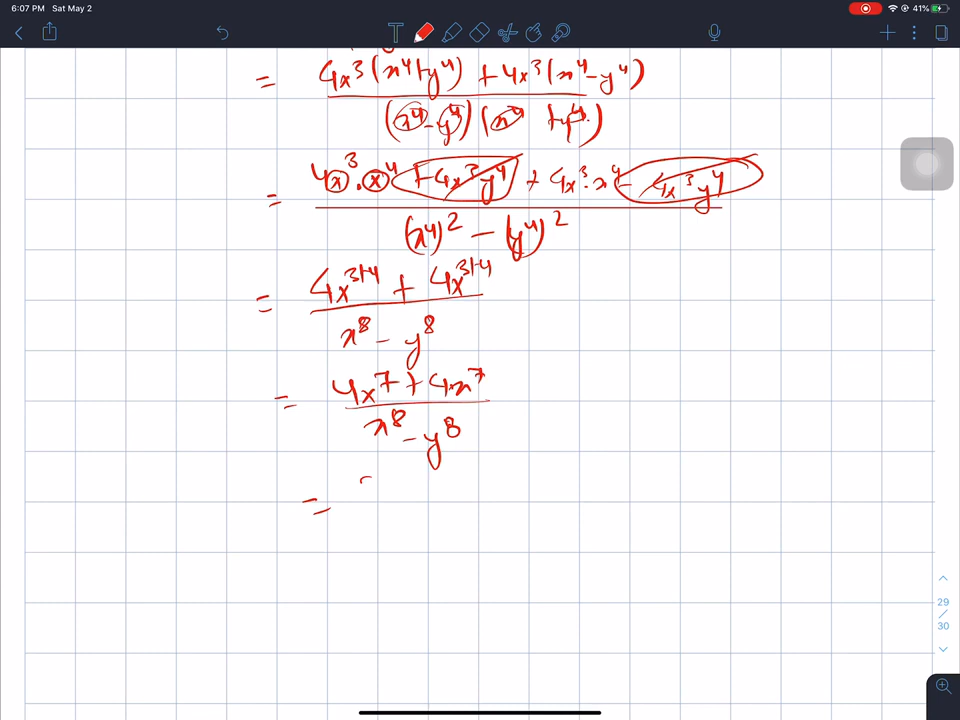 6:07 PM Sat May 2
41%
T
= 4x³(x⁴+y⁴) + 4x³(x⁴-y⁴)
(x⁴-y⁴)(x⁴+y⁴)
= 4x³·x⁴ + 4x³y⁴ + 4x³·x⁴ - 4x³y⁴
(x⁴)² - (y⁴)²
= 4x³⁺⁴ + 4x³⁺⁴
x⁸ - y⁸
= 4x⁷ + 4x⁷
x⁸ - y⁸
=
29
/
30